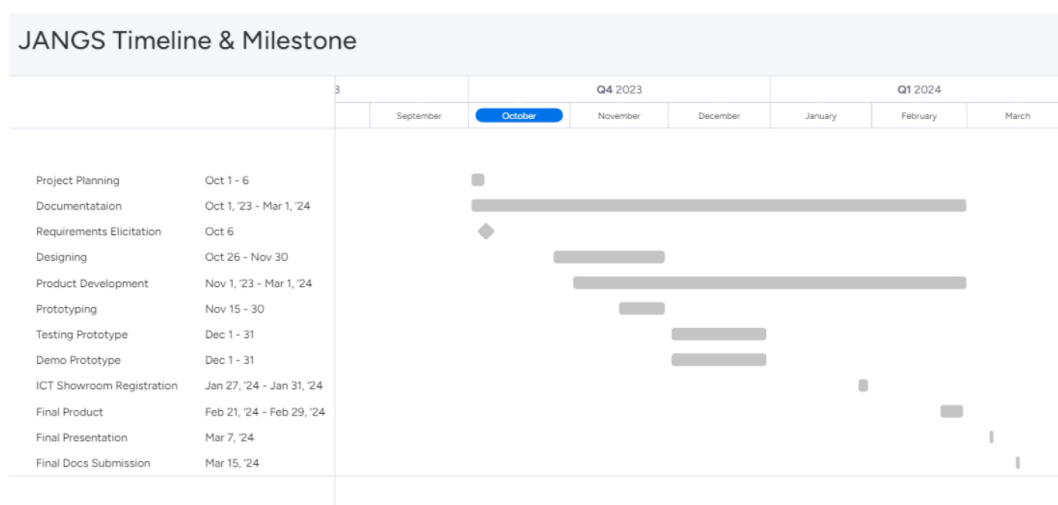 JANGS Timeline & Milestone
3 Q4 2023 Q1 2024
September October November December January February March
Project Planning Oct 1 - 6
Documentataion Oct 1, '23 - Mar 1, '24
Requirements Elicitation Oct 6
Designing Oct 26 - Nov 30
Product Development Nov 1, '23 - Mar 1, '24
Prototyping Nov 15 - 30
Testing Prototype Dec 1 - 31
Demo Prototype Dec 1 - 31
ICT Showroom Registration Jan 27, '24 - Jan 31, '24
Final Product Feb 21, '24 - Feb 29, '24
Final Presentation Mar 7, '24
Final Docs Submission Mar 15, '24